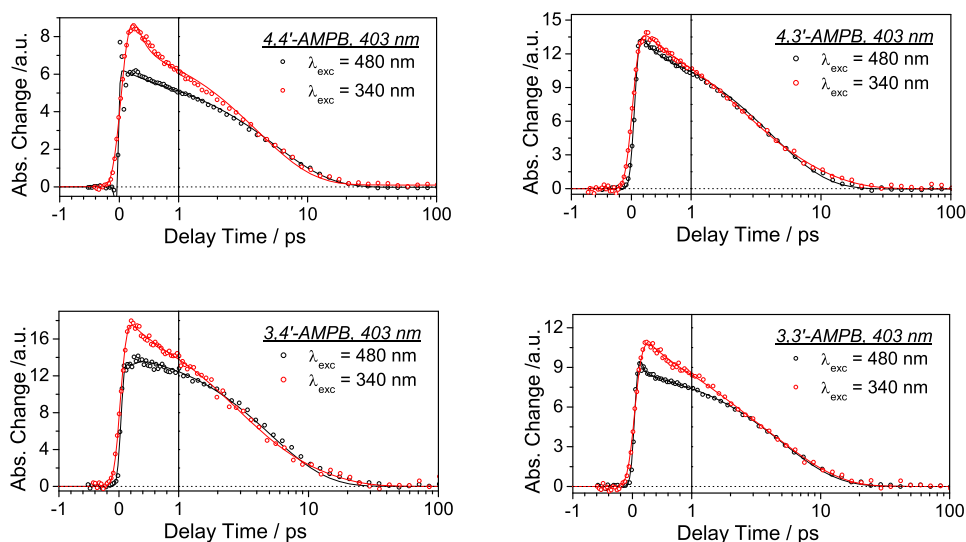 4,4'-AMPB, 403 nm
λexc = 480 nm
λexc = 340 nm
Abs. Change /a.u.
8
6
4
2
0
-1 0 1 10 100
Delay Time / ps
4,3'-AMPB, 403 nm
λexc = 480 nm
λexc = 340 nm
Abs. Change /a.u.
15
12
9
6
3
0
-1 0 1 10 100
Delay Time / ps
3,4'-AMPB, 403 nm
λexc = 480 nm
λexc = 340 nm
Abs. Change /a.u.
16
12
8
4
0
-1 0 1 10 100
Delay Time / ps
3,3'-AMPB, 403 nm
λexc = 480 nm
λexc = 340 nm
Abs. Change /a.u.
12
9
6
3
0
-1 0 1 10 100
Delay Time / ps